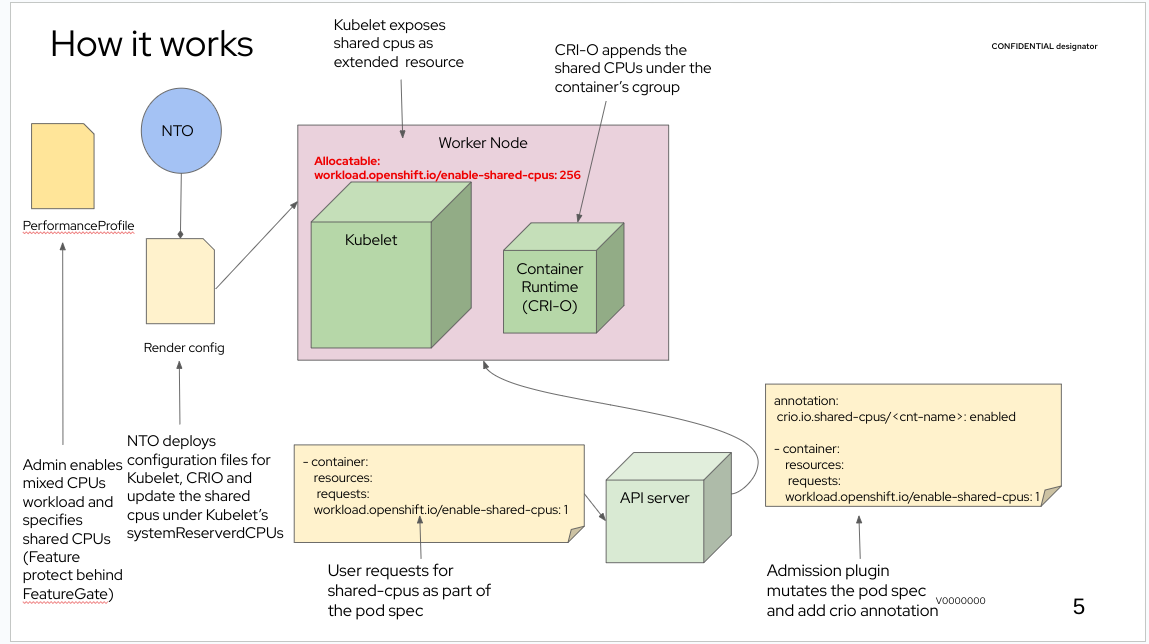 How it works
CONFIDENTIAL designator
Kubelet exposes
shared cpus as
extended resource
CRI-O appends the
shared CPUs under the
container's cgroup
NTO
PerformanceProfile
Render config
Worker Node
Allocatable:
workload.openshift.io/enable-shared-cpus: 256
Kubelet
Container
Runtime
(CRI-O)
Admin enables
mixed CPUs
workload and
specifies
shared CPUs
(Feature
protect behind
FeatureGate)
NTO deploys
configuration files for
Kubelet, CRIO and
update the shared
cpus under Kubelet's
systemReserverdCPUs
- container:
resources:
requests:
workload.openshift.io/enable-shared-cpus: 1
User requests for
shared-cpus as part of
the pod spec
API server
annotation:
crio.io.shared-cpus/<cnt-name>: enabled
- container:
resources:
requests:
workload.openshift.io/enable-shared-cpus: 1
Admission plugin
mutates the pod spec
and add crio annotation
V0000000
5